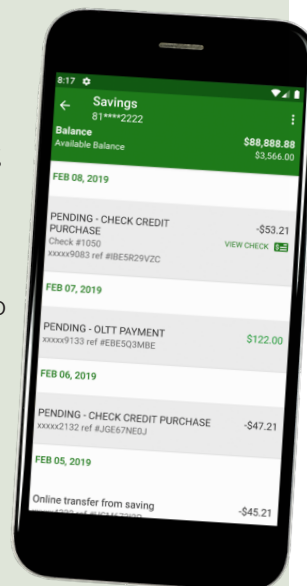 8:17
Savings
81****2222
Balance $88,888.88
Available Balance $3,566.00
FEB 08, 2019
PENDING - CHECK CREDIT PURCHASE -$53.21
Check #1050 VIEW CHECK
xxxxx9083 ref #IBE5R29VZC
FEB 07, 2019
PENDING - OLTT PAYMENT $122.00
xxxxx9133 ref #EBE5Q3MBE
FEB 06, 2019
PENDING - CHECK CREDIT PURCHASE -$47.21
xxxxx2132 ref #JGE67NE0J
FEB 05, 2019
Online transfer from saving -$45.21